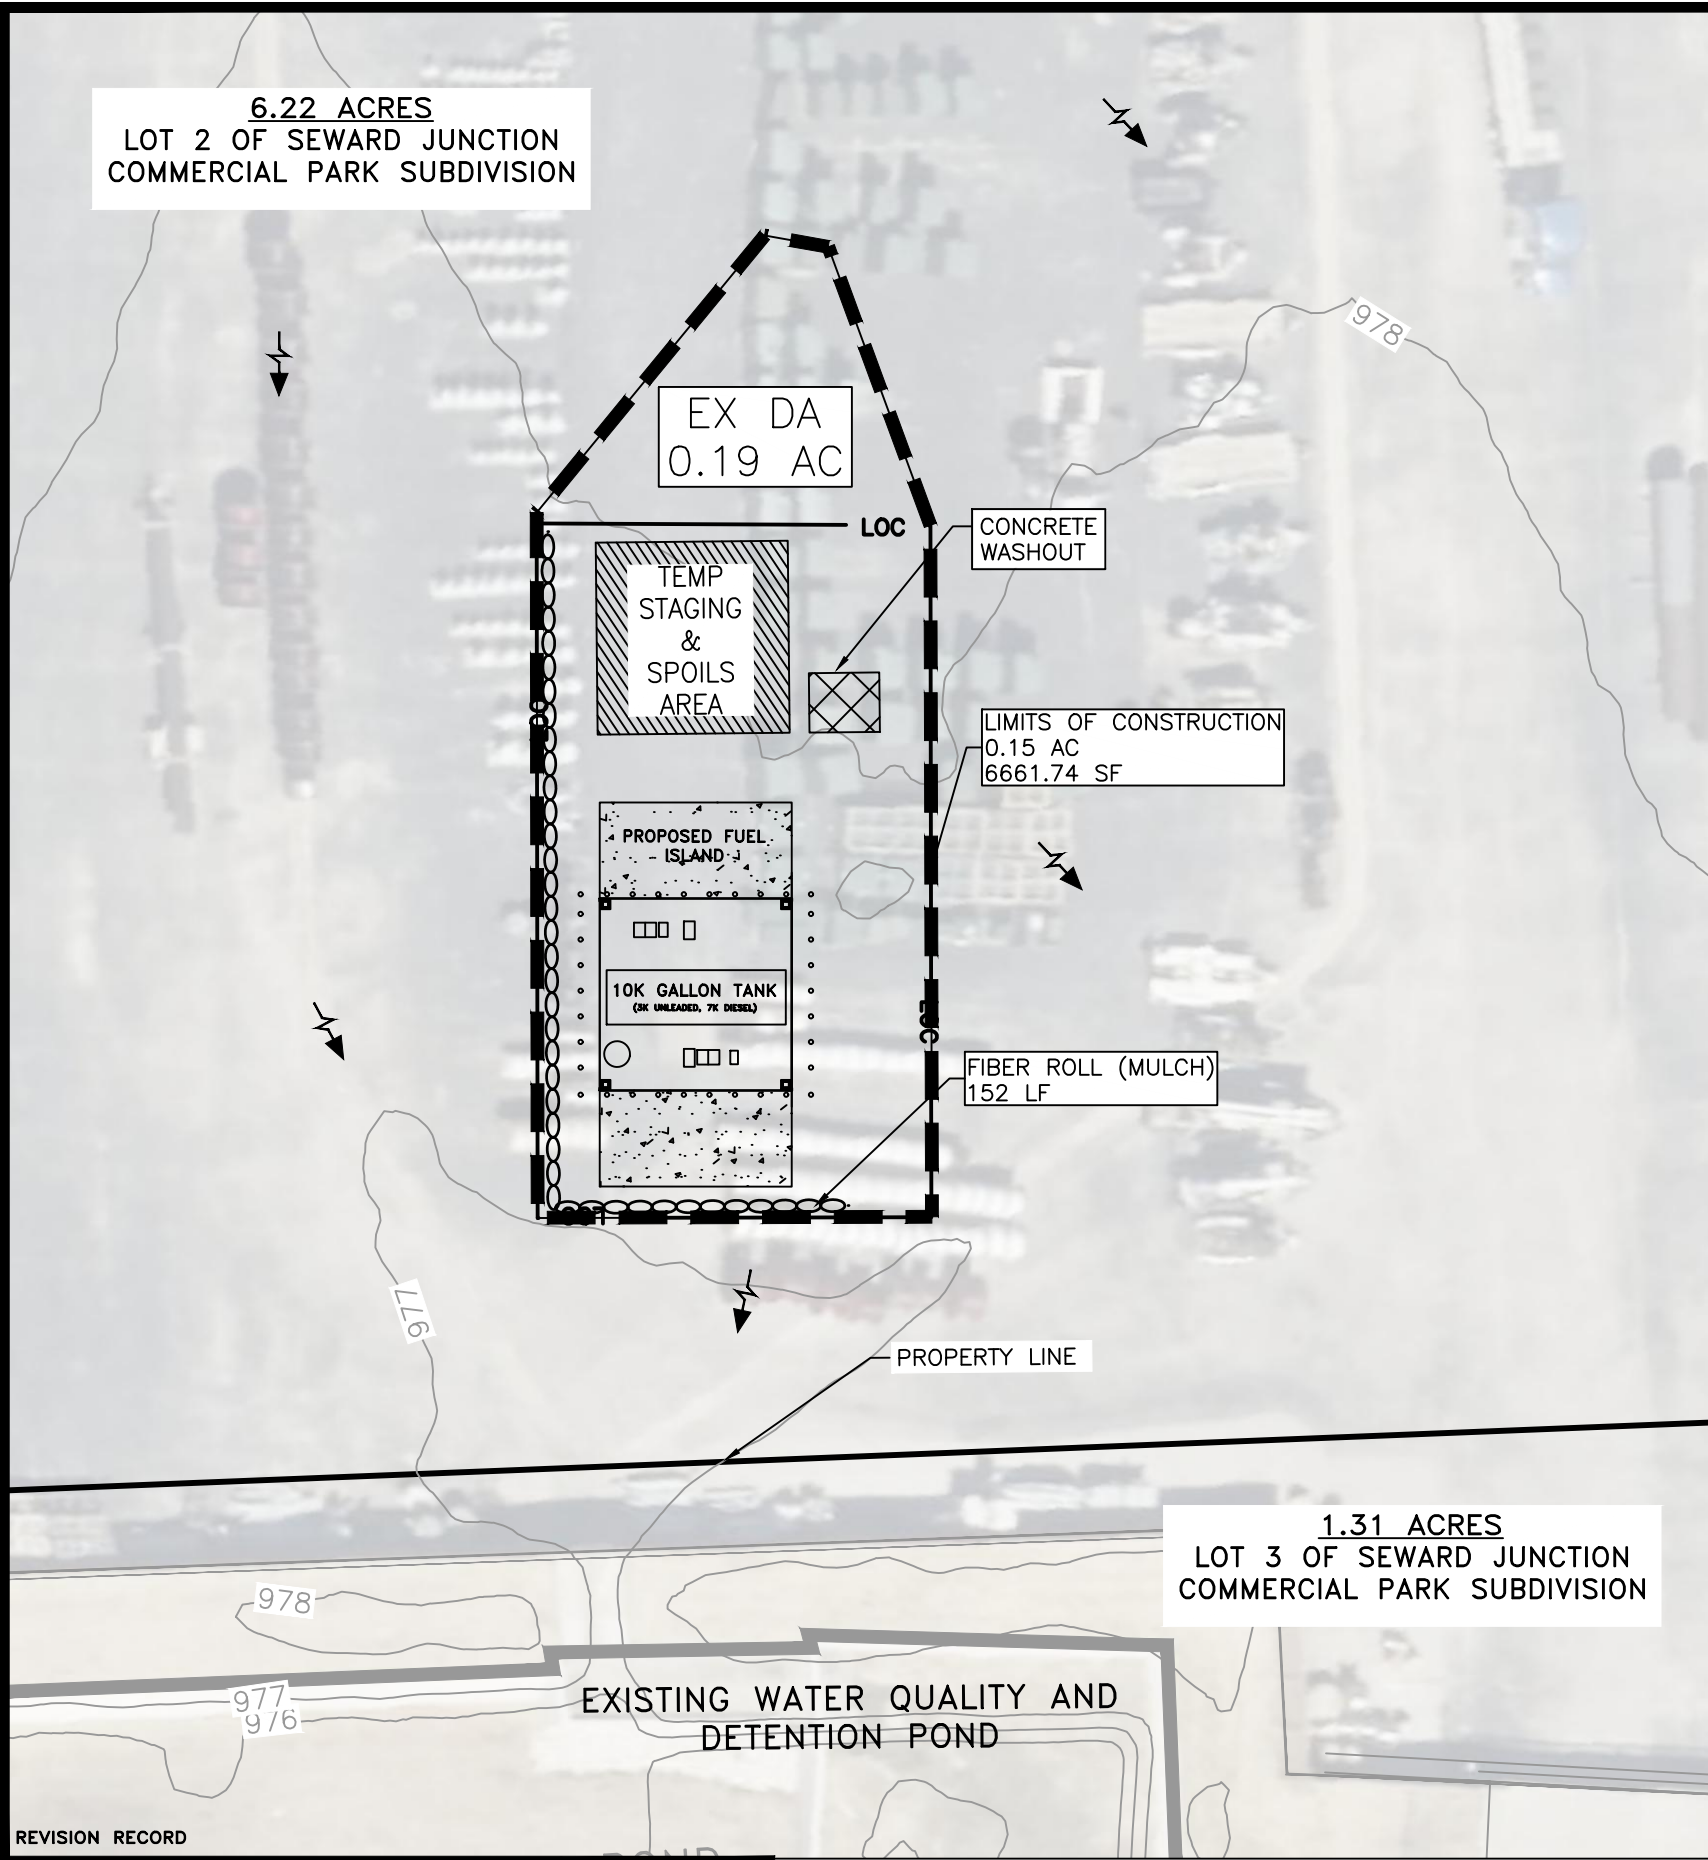 6.22 ACRES
LOT 2 OF SEWARD JUNCTION
COMMERCIAL PARK SUBDIVISION
978
EX DA
0.19 AC
LOC
CONCRETE
WASHOUT
TEMP
STAGING
&
SPOILS
AREA
LOC
LIMITS OF CONSTRUCTION
0.15 AC
6661.74 SF
PROPOSED FUEL
ISLAND
10K GALLON TANK
(3K UNLEADED, 7K DIESEL)
LOC
FIBER ROLL (MULCH)
152 LF
LOC
977
PROPERTY LINE
1.31 ACRES
LOT 3 OF SEWARD JUNCTION
COMMERCIAL PARK SUBDIVISION
978
977
976
EXISTING WATER QUALITY AND
DETENTION POND
REVISION RECORD
POND